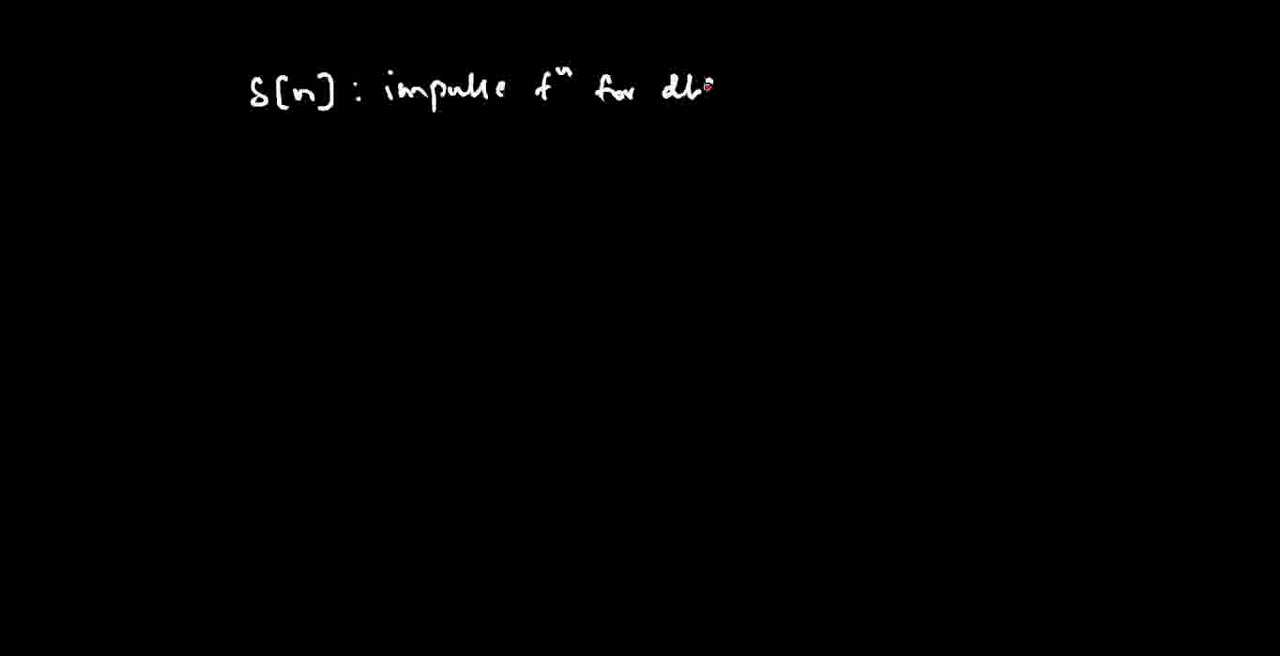 δ[n] : impulse fⁿ for